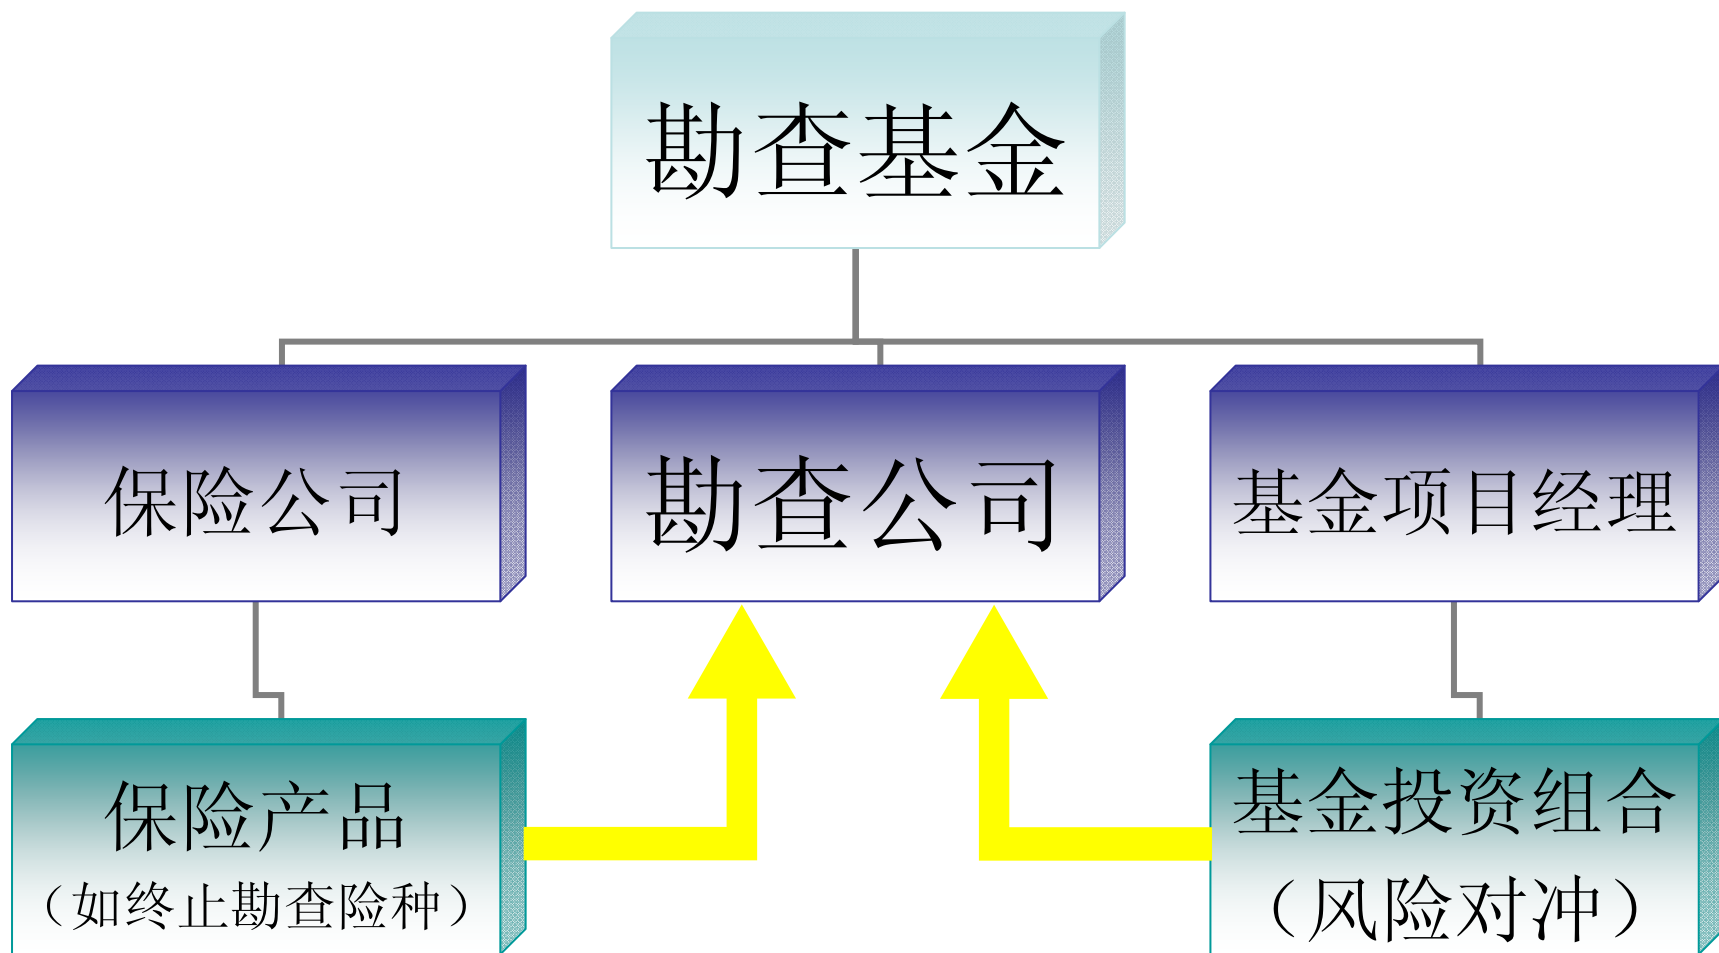 勘查基金
保险公司
勘查公司
基金项目经理
保险产品
（如终止勘查险种）
基金投资组合
（风险对冲）